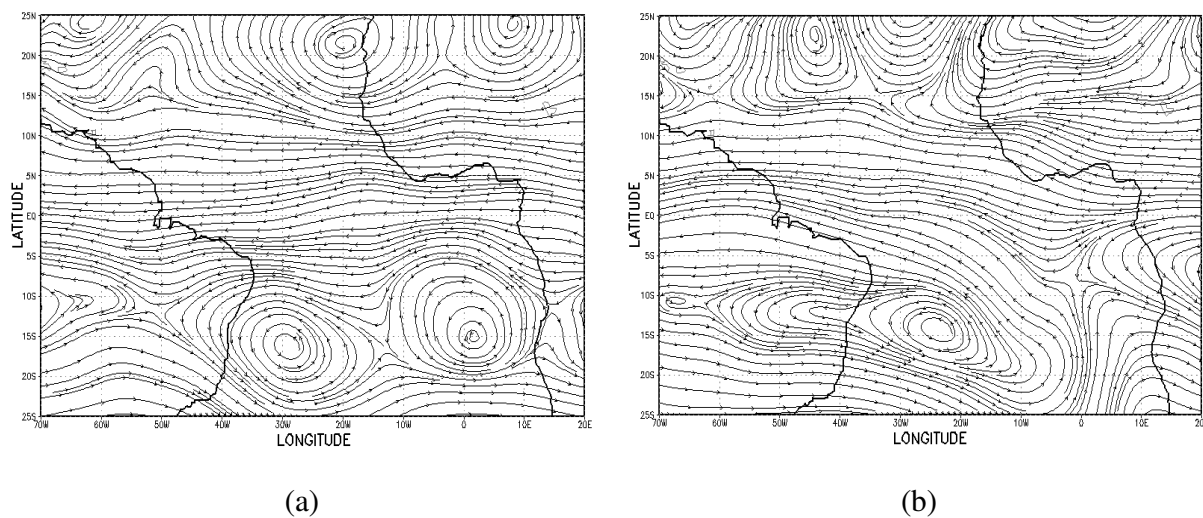 25N
20N
15N
10N
5N
EQ
5S
10S
15S
20S
25S
LATITUDE
70W 60W 50W 40W 30W 20W 10W 0 10E 20E
LONGITUDE
(a)
25N
20N
15N
10N
5N
EQ
5S
10S
15S
20S
25S
LATITUDE
70W 60W 50W 40W 30W 20W 10W 0 10E 20E
LONGITUDE
(b)